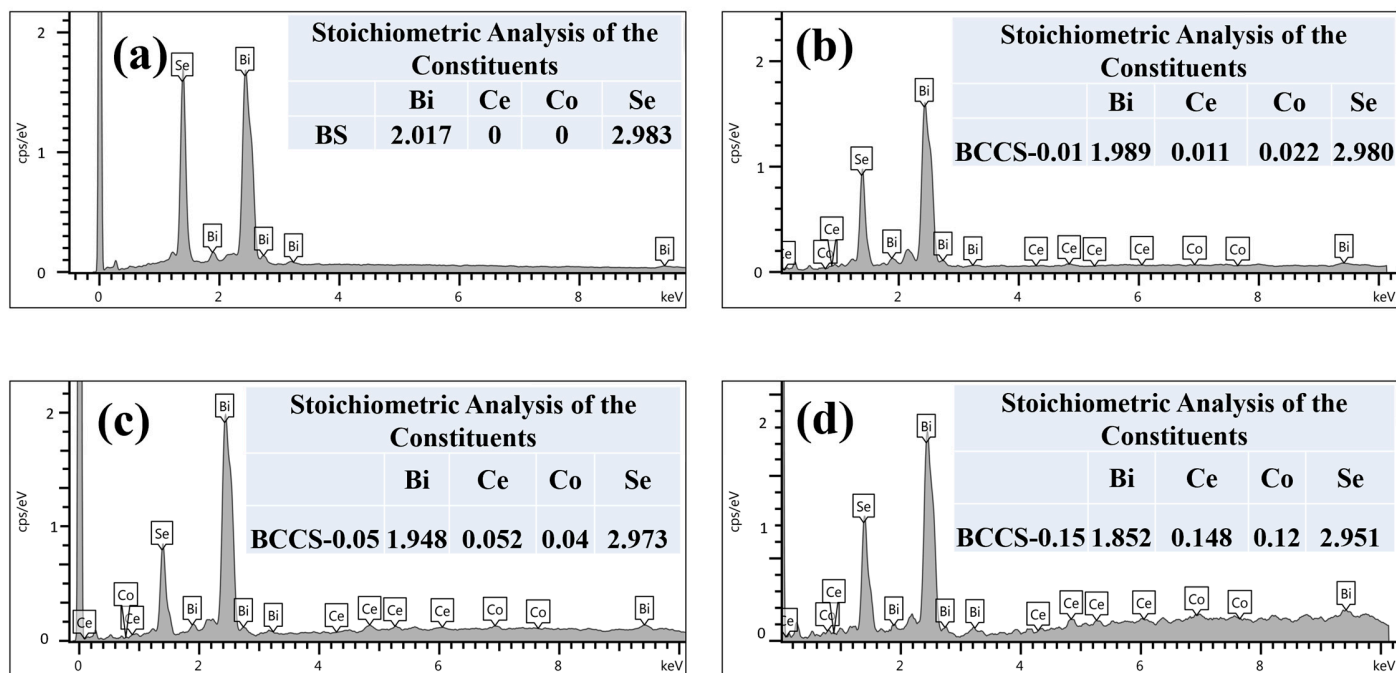 (a)
Stoichiometric Analysis of the
Constituents
Bi Ce Co Se
BS 2.017 0 0 2.983
cps/eV
2
1
0
Se
Bi
Bi
Bi
Bi
Bi
0 2 4 6 8 keV
(b)
Stoichiometric Analysis of the
Constituents
Bi Ce Co Se
BCCS-0.01 1.989 0.011 0.022 2.980
cps/eV
2
1
0
Bi
Se
Ce
Bi Bi Bi Ce Ce Ce Ce Co Co Bi
2 4 6 8 keV
(c)
Stoichiometric Analysis of the
Constituents
Bi Ce Co Se
BCCS-0.05 1.948 0.052 0.04 2.973
cps/eV
2
1
0
Bi
Se
Co
Ce Ce Bi Bi Bi Ce Ce Ce Ce Co Co Bi
0 2 4 6 8 keV
(d)
Stoichiometric Analysis of the
Constituents
Bi Ce Co Se
BCCS-0.15 1.852 0.148 0.12 2.951
cps/eV
2
1
0
Bi
Se
Ce
Bi Bi Bi Ce Ce Ce Ce Co Co Bi
2 4 6 8 keV